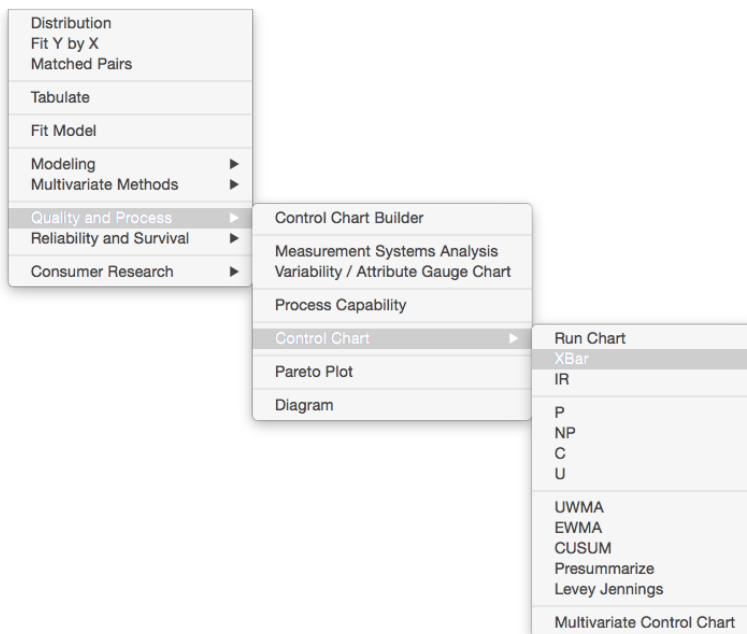 Distribution
Fit Y by X
Matched Pairs
Tabulate
Fit Model
Modeling
Multivariate Methods
Quality and Process
Reliability and Survival
Consumer Research
Control Chart Builder
Measurement Systems Analysis
Variability / Attribute Gauge Chart
Process Capability
Control Chart
Pareto Plot
Diagram
Run Chart
XBar
IR
P
NP
C
U
UWMA
EWMA
CUSUM
Presummarize
Levey Jennings
Multivariate Control Chart